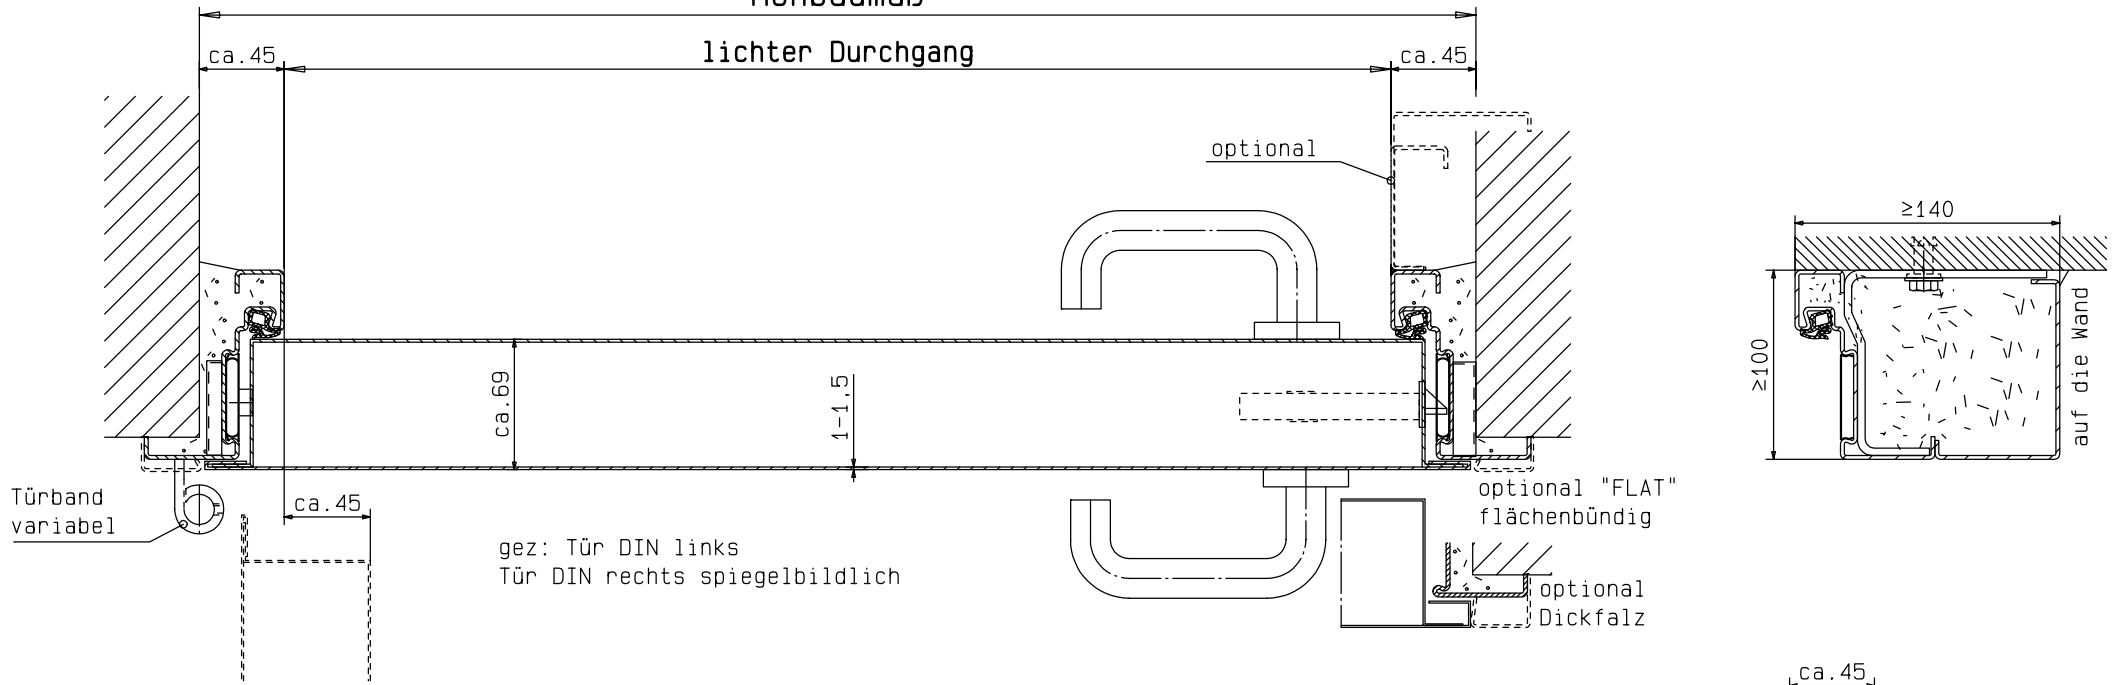 ca.45
lichter Durchgang
ca.45
optional
≥140
≥100
auf die Wand
ca.69
1-1,5
Türband
variabel
ca.45
gez: Tür DIN links
Tür DIN rechts spiegelbildlich
optional "FLAT"
flächenbündig
optional
Dickfalz
ca.45